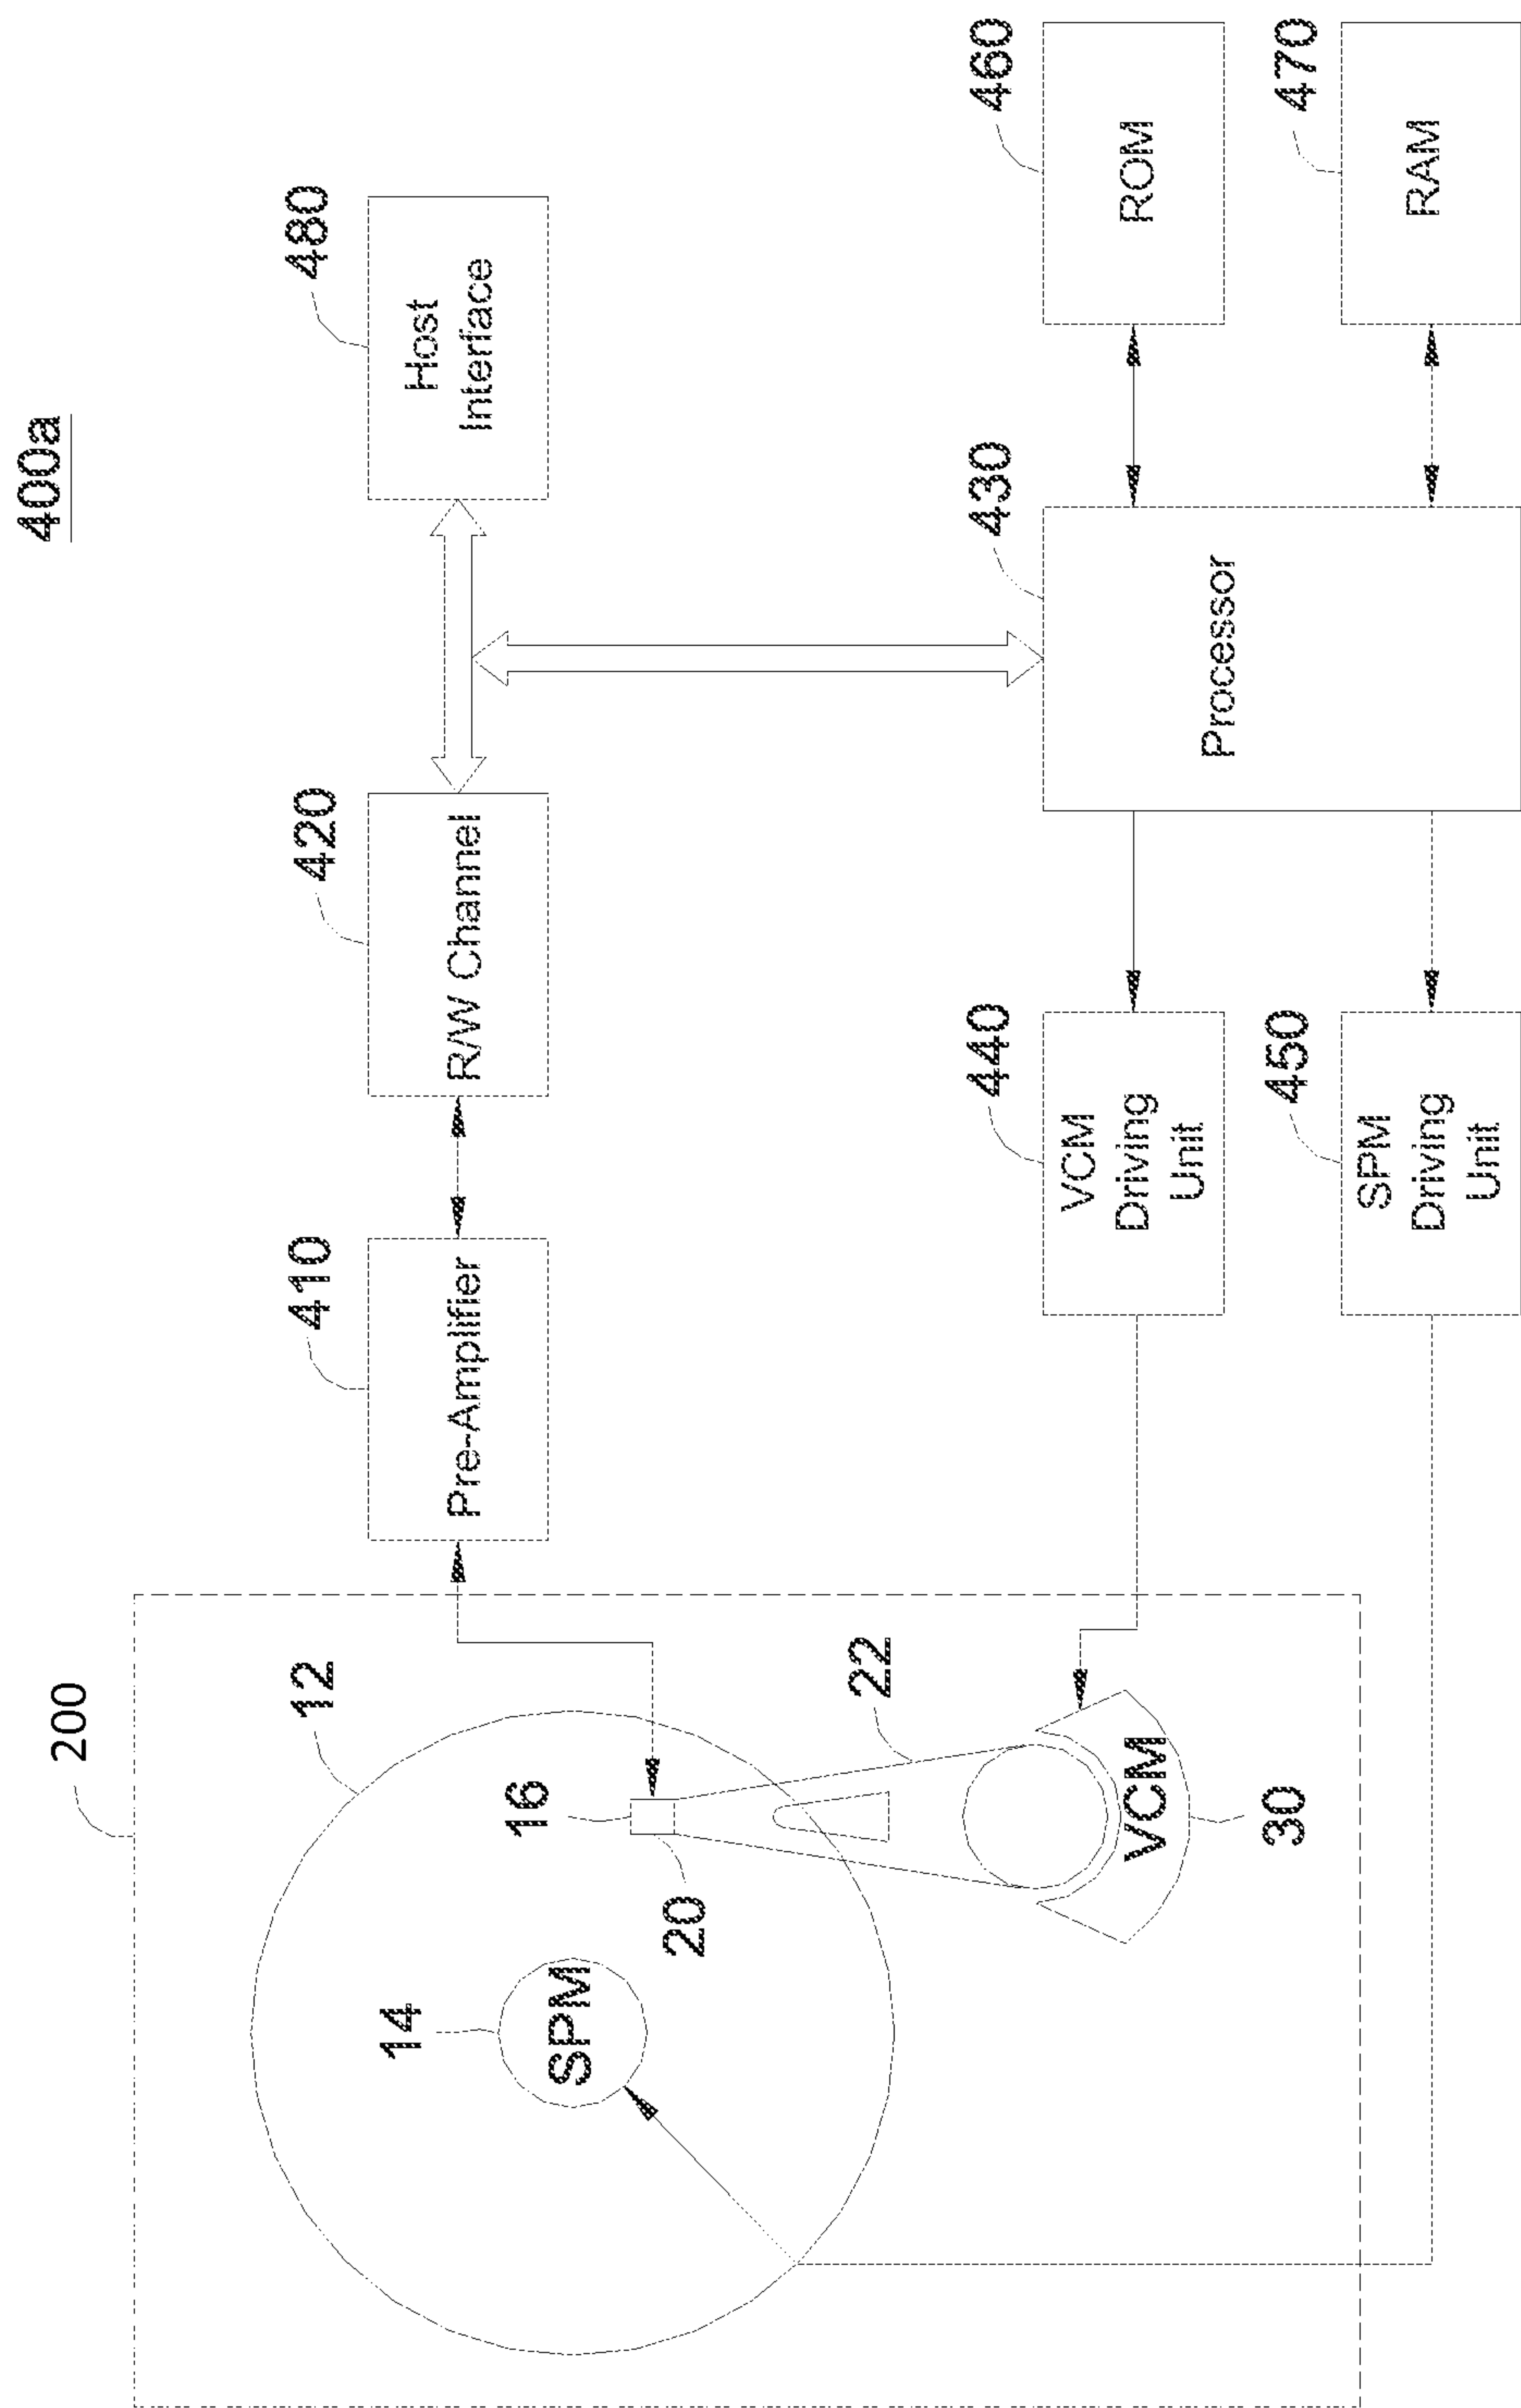 400a
200
12
14
SPM
16
20
22
VCM
30
410
Pre-Amplifier
420
R/W Channel
480
Host
Interface
440
VCM
Driving
Unit
430
Processor
460
ROM
450
SPM
Driving
Unit
470
RAM